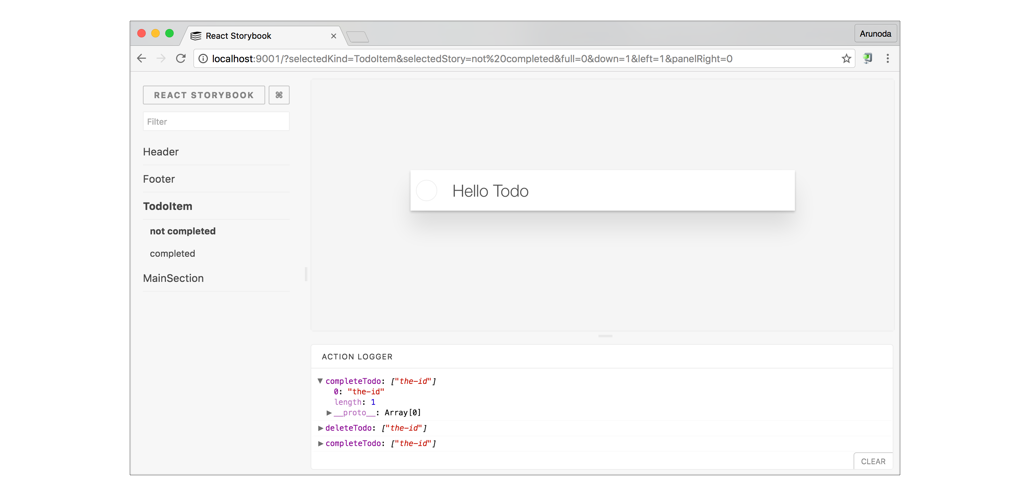 React Storybook
Arunoda
localhost:9001/?selectedKind=TodoItem&selectedStory=not%20completed&full=0&down=1&left=1&panelRight=0
REACT STORYBOOK
⌘
Filter
Header
Footer
TodoItem
not completed
completed
MainSection
Hello Todo
ACTION LOGGER
▼completeTodo: ["the-id"]
0: "the-id"
length: 1
▶__proto__: Array[0]
▶deleteTodo: ["the-id"]
▶completeTodo: ["the-id"]
CLEAR